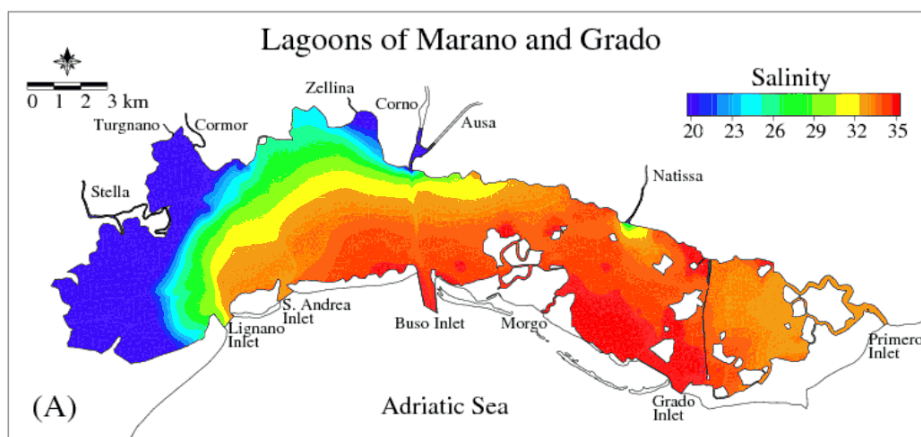 Lagoons of Marano and Grado
0 1 2 3 km
Zellina
Corno
Ausa
Salinity
20 23 26 29 32 35
Turgnano
Cormor
Stella
Natissa
S. Andrea
Inlet
Lignano
Inlet
Buso Inlet
Morgo
Primero
Inlet
Grado
Inlet
(A)
Adriatic Sea